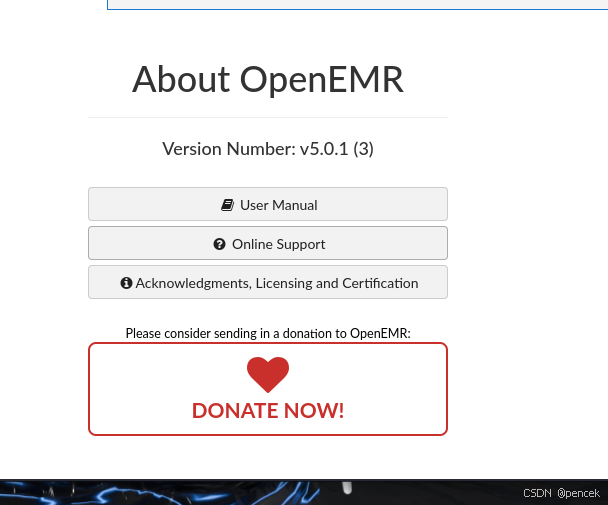 About OpenEMR
Version Number: v5.0.1 (3)
User Manual
Online Support
Acknowledgments, Licensing and Certification
Please consider sending in a donation to OpenEMR:
DONATE NOW!
CSDN @pencek